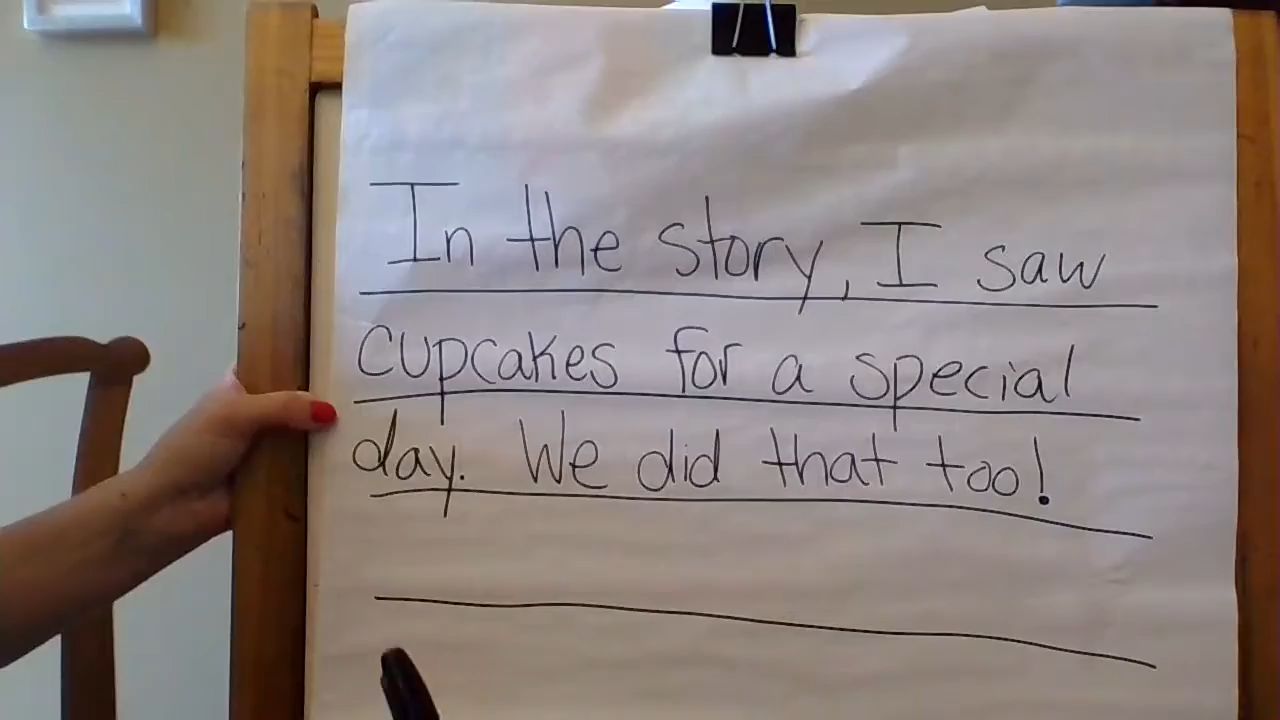 In the story, I saw
cupcakes for a special
day. We did that too!